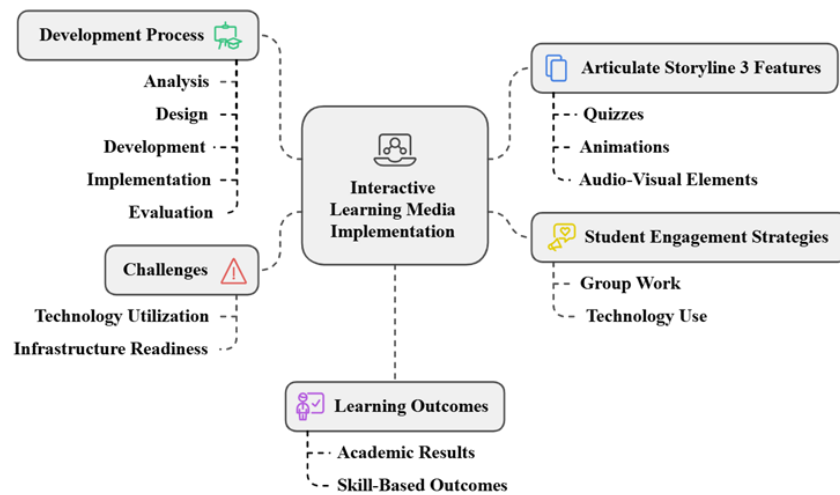 Development Process
Analysis
Design
Development
Implementation
Evaluation
Challenges
Technology Utilization
Infrastructure Readiness
Interactive
Learning Media
Implementation
Articulate Storyline 3 Features
Quizzes
Animations
Audio-Visual Elements
Student Engagement Strategies
Group Work
Technology Use
Learning Outcomes
Academic Results
Skill-Based Outcomes